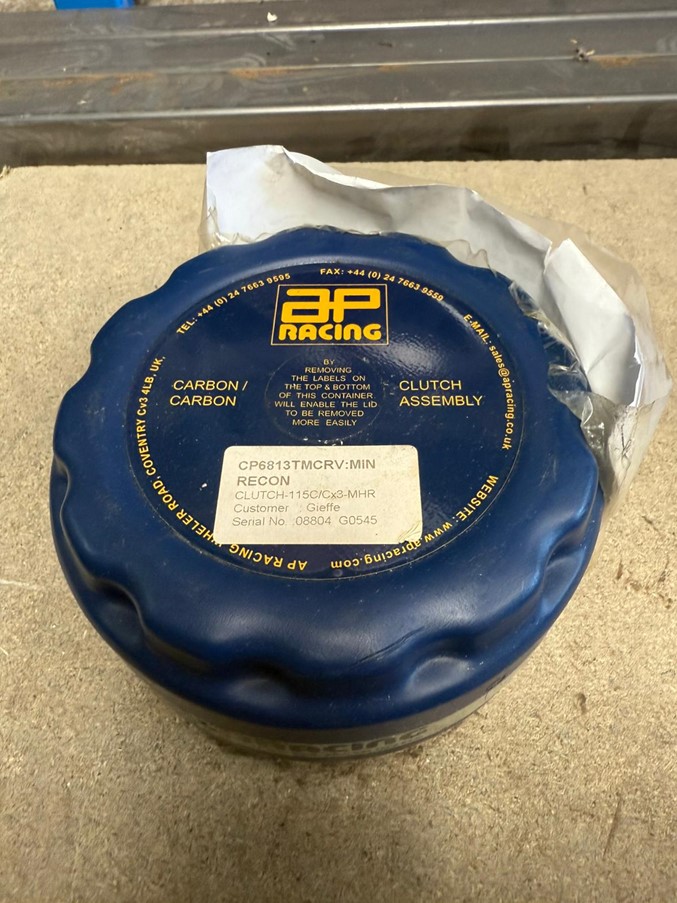 TEL: +44 (0) 24 7663 9595
FAX: +44 (0) 24 7663 9559
E-MAIL: sales@apracing.co.uk
WEBSITE: www.apracing.com
AP RACING, WHELER ROAD, COVENTRY Cv3 4LB, UK.
ap
RACING
CARBON /
CARBON
BY
REMOVING
THE LABELS ON
THE TOP & BOTTOM
OF THIS CONTAINER
WILL ENABLE THE LID
TO BE REMOVED
MORE EASILY
CLUTCH
ASSEMBLY
CP6813TMCRV:MIN
RECON
CLUTCH-115C/Cx3-MHR
Customer : Gieffe
Serial No. :08804 G0545
RACING